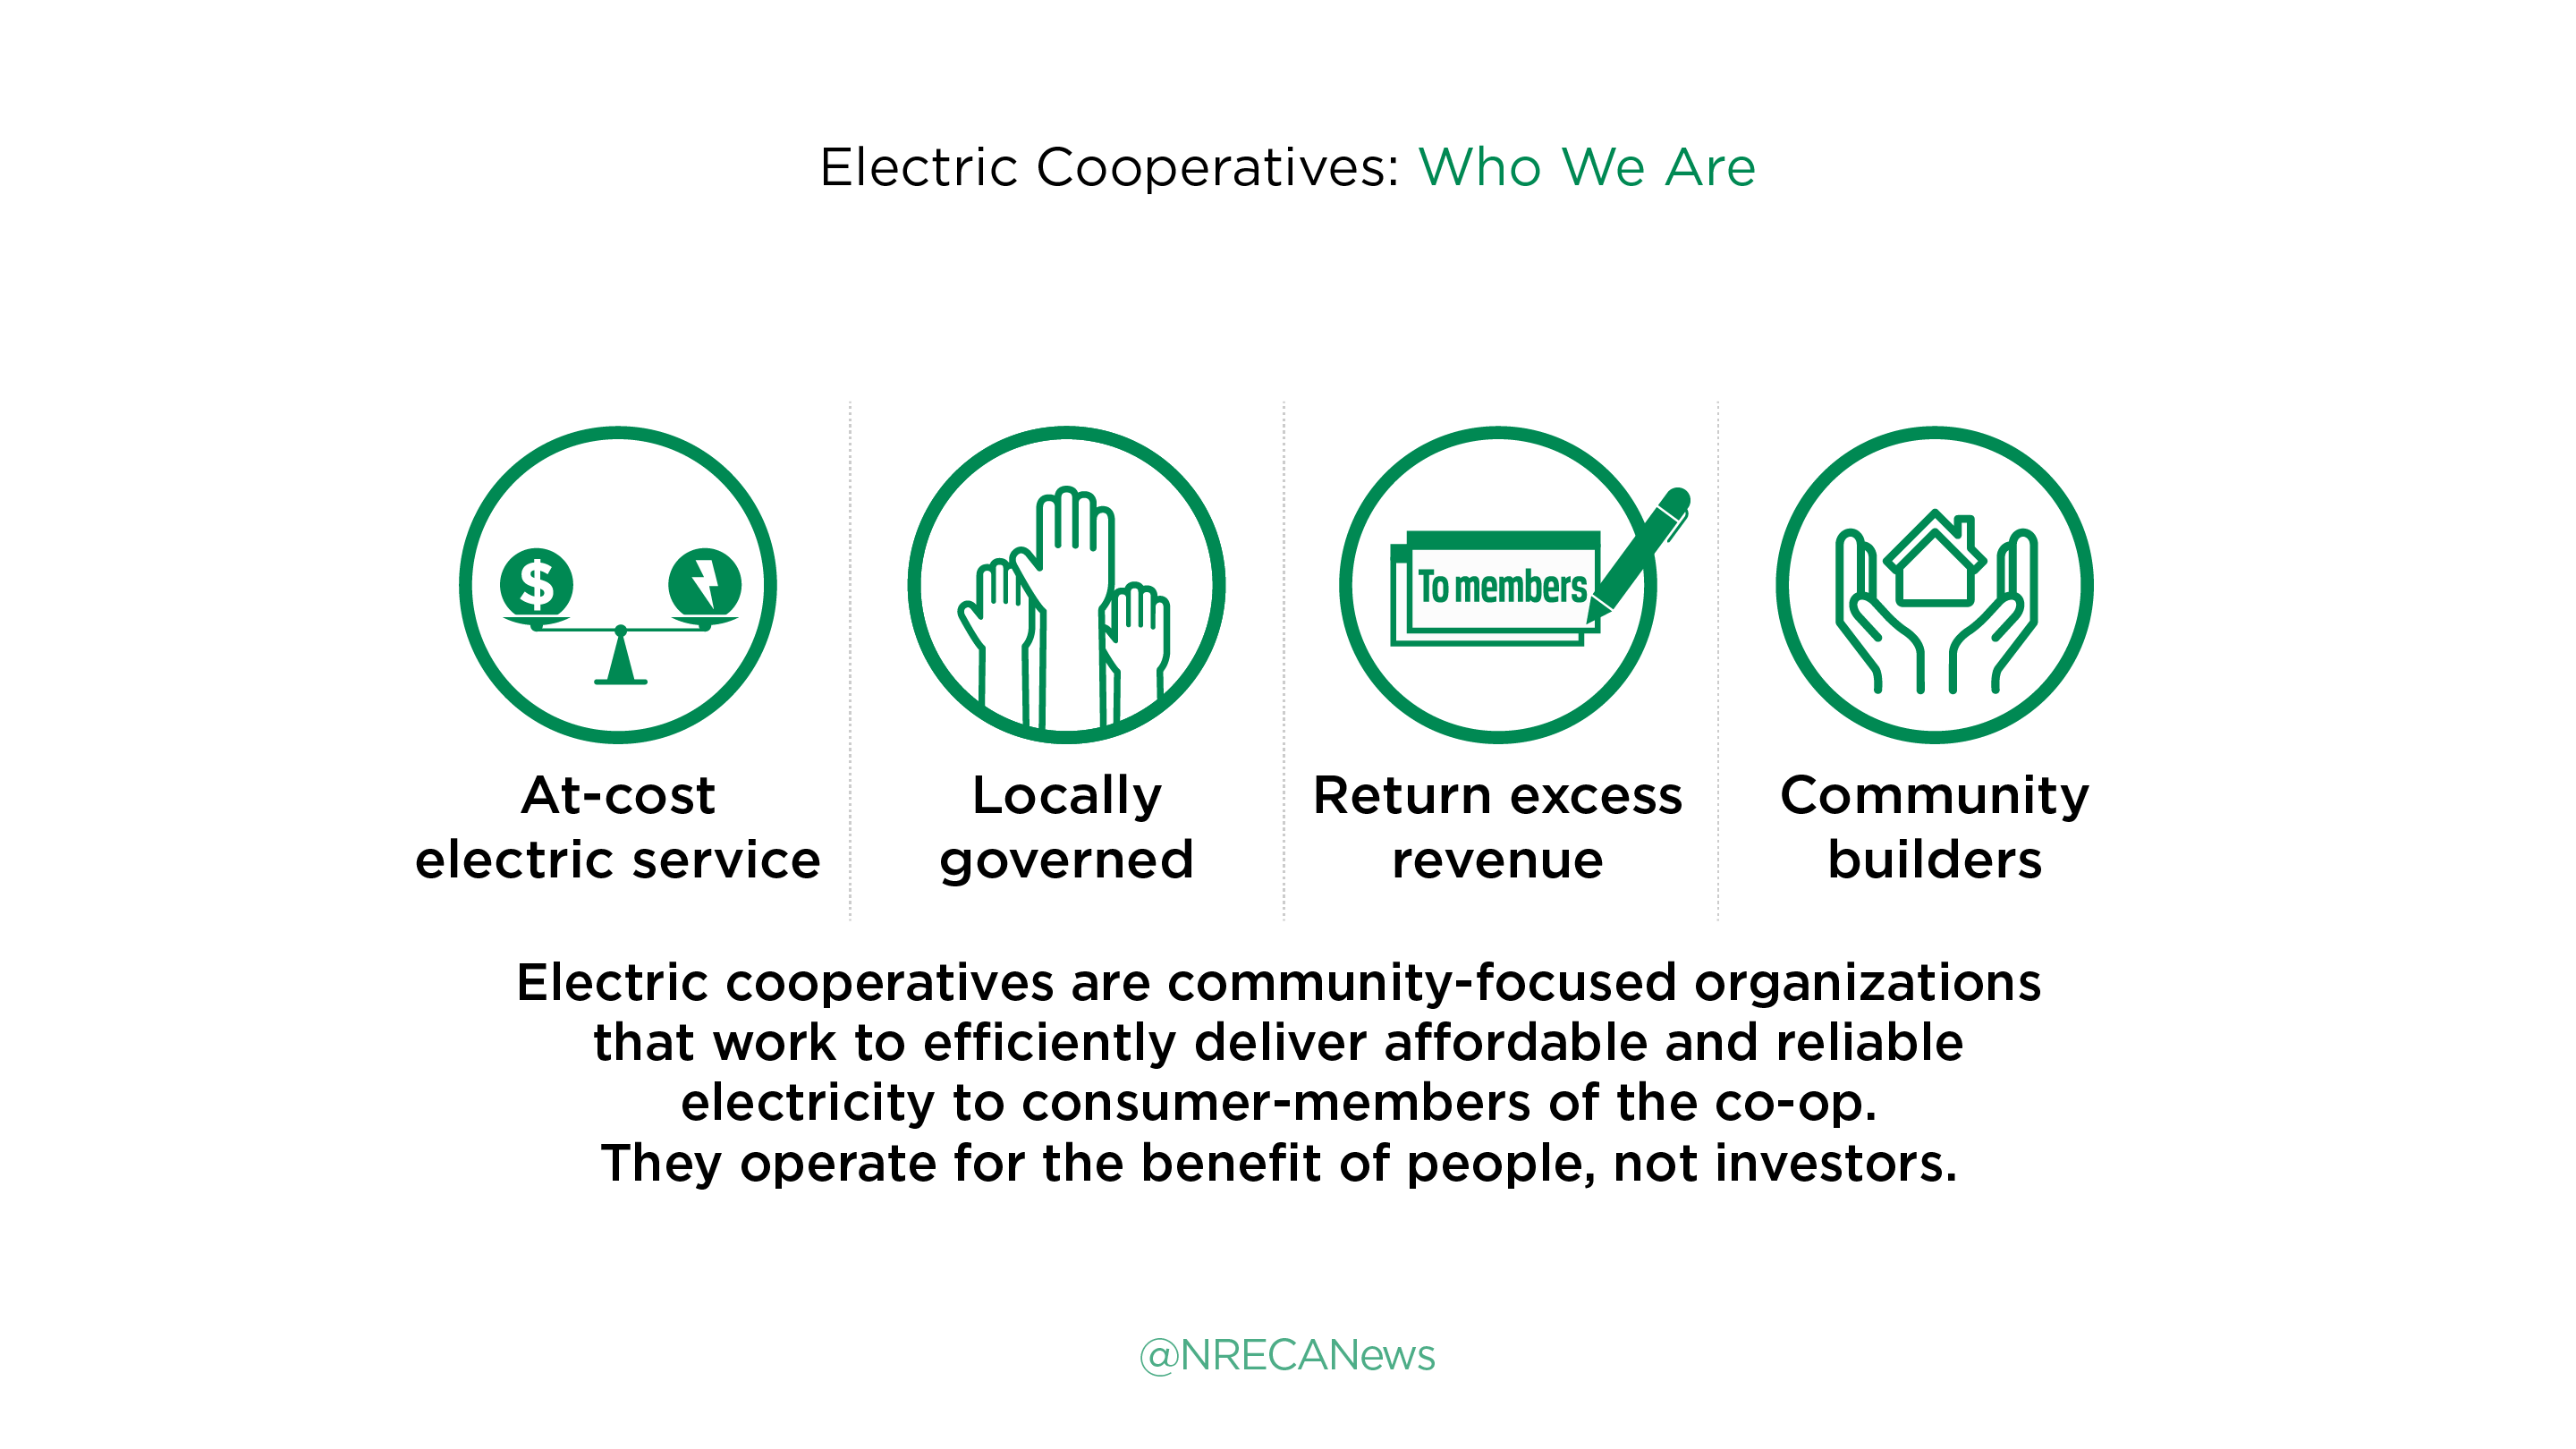 Electric Cooperatives: Who We Are
$
To members
At-cost
electric service
Locally
governed
Return excess
revenue
Community
builders
Electric cooperatives are community-focused organizations
that work to efficiently deliver affordable and reliable
electricity to consumer-members of the co-op.
They operate for the benefit of people, not investors.
@NRECANews